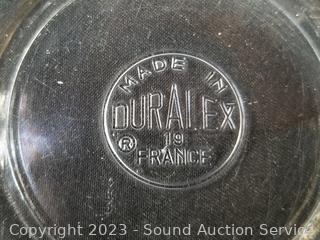 MADE IN
DURALEX
19
® FRANCE
Copyright 2023 - Sound Auction Service